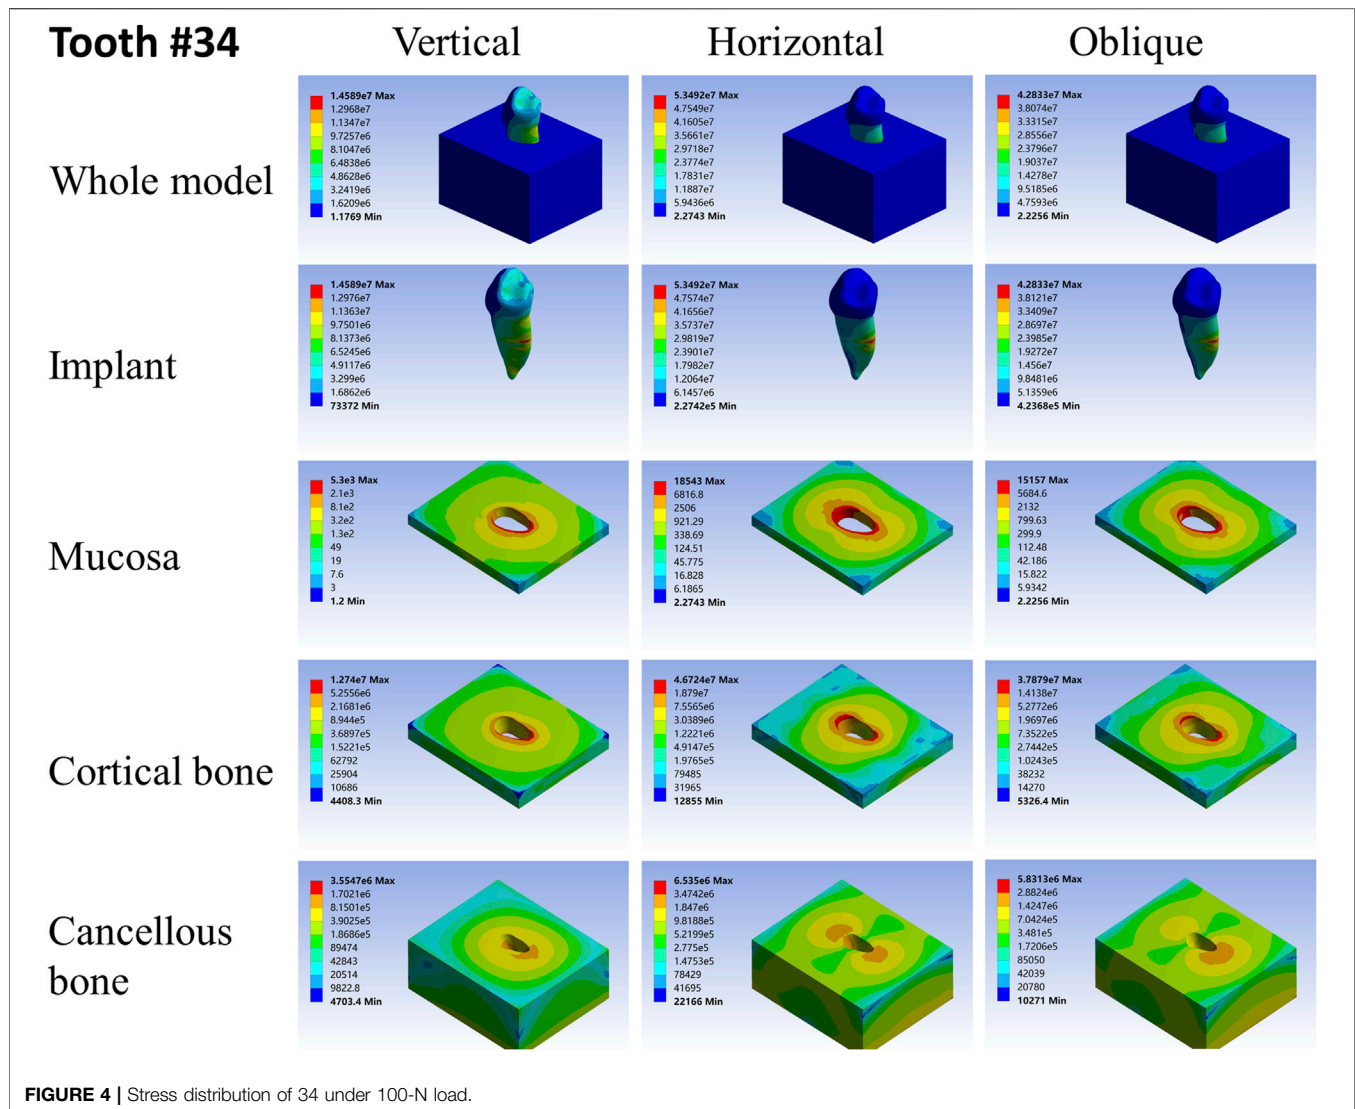 Tooth #34
Vertical
Horizontal
Oblique
Whole model
1.4589e7 Max
1.2968e7
1.1347e7
9.7257e6
8.1047e6
6.4838e6
4.8628e6
3.2419e6
1.6209e6
1.1769 Min
5.3492e7 Max
4.7549e7
4.1605e7
3.5661e7
2.9718e7
2.3774e7
1.7831e7
1.1887e7
5.9436e6
2.2743 Min
4.2833e7 Max
3.8074e7
3.3315e7
2.8556e7
2.3796e7
1.9037e7
1.4278e7
9.5185e6
4.7593e6
2.2256 Min
Implant
1.4589e7 Max
1.2976e7
1.1363e7
9.7501e6
8.1373e6
6.5245e6
4.9117e6
3.299e6
1.6862e6
73372 Min
5.3492e7 Max
4.7574e7
4.1656e7
3.5737e7
2.9819e7
2.3901e7
1.7982e7
1.2064e7
6.1457e6
2.2742e5 Min
4.2833e7 Max
3.8121e7
3.3409e7
2.8697e7
2.3985e7
1.9272e7
1.456e7
9.8481e6
5.1359e6
4.2368e5 Min
Mucosa
5.3e3 Max
2.1e3
8.1e2
3.2e2
1.3e2
49
19
7.6
3
1.2 Min
18543 Max
6816.8
2506
921.29
338.69
124.51
45.775
16.828
6.1865
2.2743 Min
15157 Max
5684.6
2132
799.63
299.9
112.48
42.186
15.822
5.9342
2.2256 Min
Cortical bone
1.274e7 Max
5.2556e6
2.1681e6
8.944e5
3.6897e5
1.5221e5
62792
25904
10686
4408.3 Min
4.6724e7 Max
1.879e7
7.5565e6
3.0389e6
1.2221e6
4.9147e5
1.9765e5
79485
31965
12855 Min
3.7879e7 Max
1.4138e7
5.2772e6
1.9697e6
7.3522e5
2.7442e5
1.0243e5
38232
14270
5326.4 Min
Cancellous
bone
3.5547e6 Max
1.7021e6
8.1501e5
3.9025e5
1.8686e5
89474
42843
20514
9822.8
4703.4 Min
6.535e6 Max
3.4742e6
1.847e6
9.8188e5
5.2199e5
2.775e5
1.4753e5
78429
41695
22166 Min
5.8313e6 Max
2.8824e6
1.4247e6
7.0424e5
3.481e5
1.7206e5
85050
42039
20780
10271 Min
FIGURE 4 | Stress distribution of 34 under 100-N load.